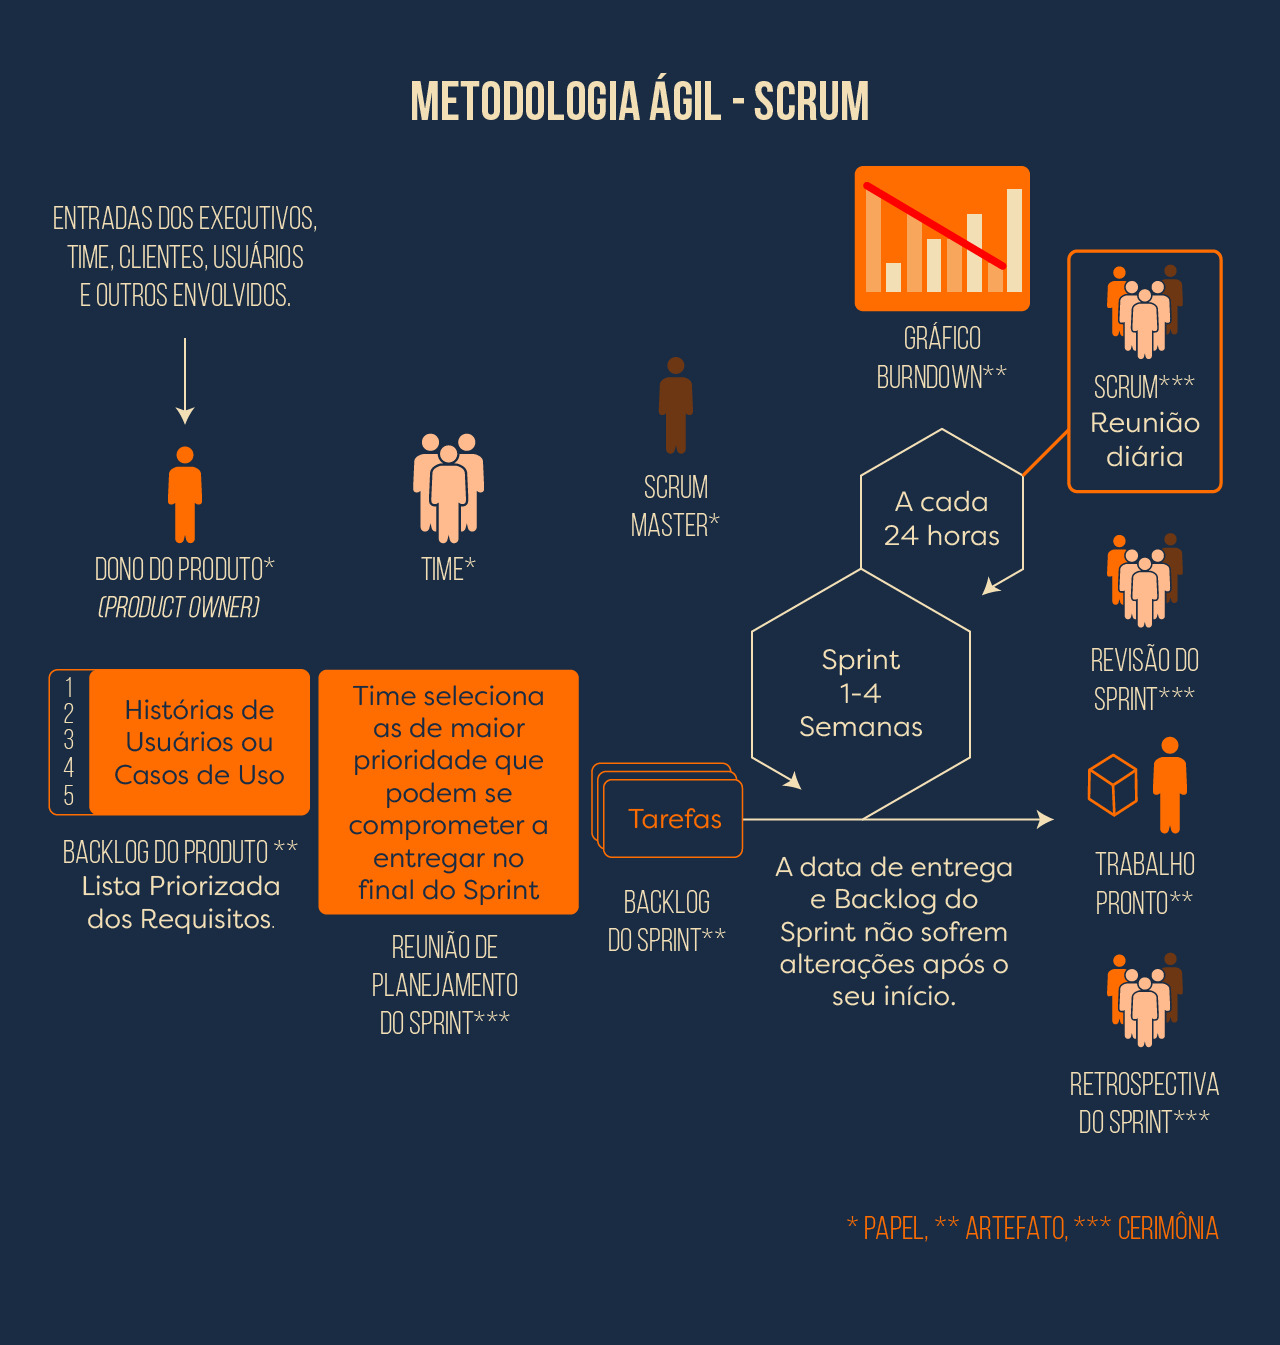 METODOLOGIA ÁGIL - SCRUM
ENTRADAS DOS EXECUTIVOS,
TIME, CLIENTES, USUÁRIOS
E OUTROS ENVOLVIDOS.
DONO DO PRODUTO*
(PRODUCT OWNER)
TIME*
SCRUM
MASTER*
GRÁFICO
BURNDOWN**
SCRUM***
Reunião
diária
A cada
24 horas
Sprint
1-4
Semanas
REVISÃO DO
SPRINT***
1
2
3
4
5
Histórias de
Usuários ou
Casos de Uso
BACKLOG DO PRODUTO **
Lista Priorizada
dos Requisitos.
Time seleciona
as de maior
prioridade que
podem se
comprometer a
entregar no
final do Sprint
REUNIÃO DE
PLANEJAMENTO
DO SPRINT***
Tarefas
BACKLOG
DO SPRINT**
A data de entrega
e Backlog do
Sprint não sofrem
alterações após o
seu início.
TRABALHO
PRONTO**
RETROSPECTIVA
DO SPRINT***
* PAPEL, ** ARTEFATO, *** CERIMÔNIA